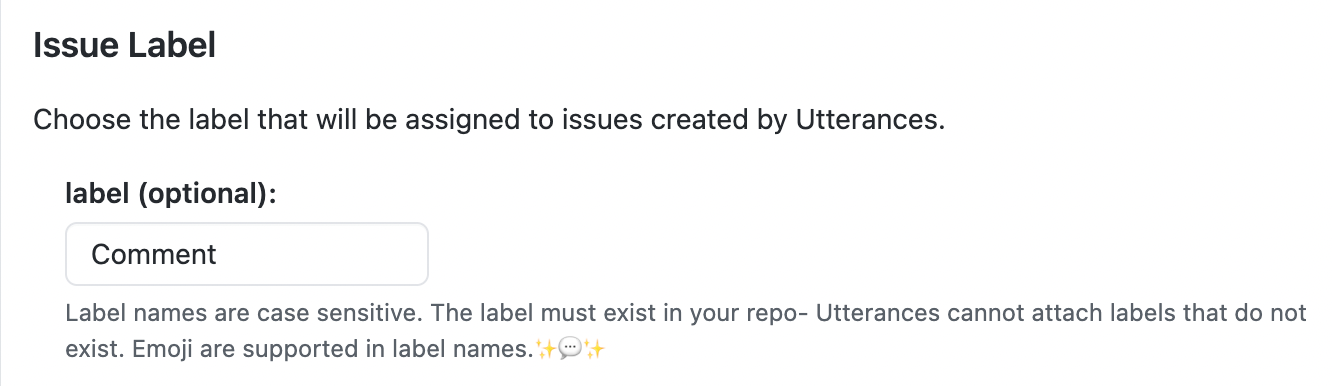 Issue Label
Choose the label that will be assigned to issues created by Utterances.
label (optional):
Comment
Label names are case sensitive. The label must exist in your repo- Utterances cannot attach labels that do not
exist. Emoji are supported in label names.✨💬✨